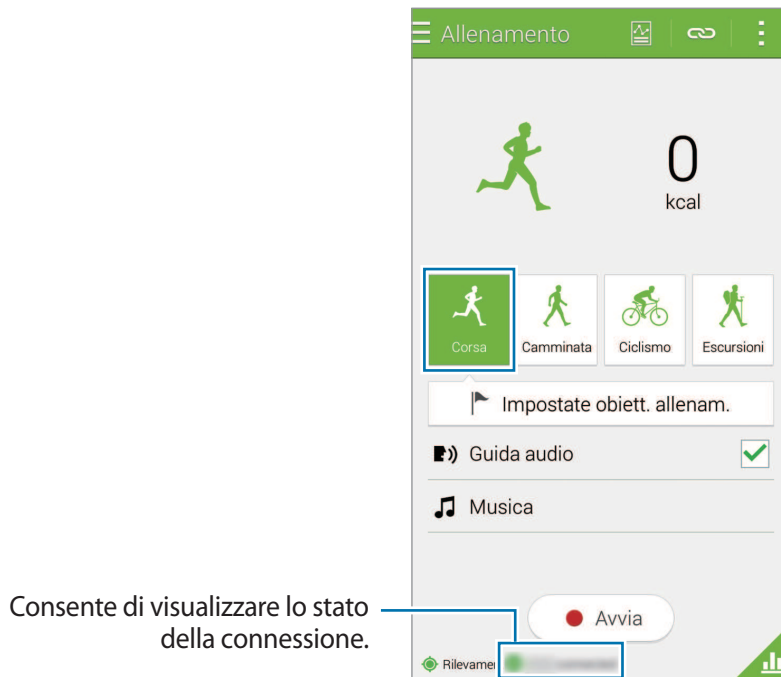 Allenamento
0
kcal
Corsa
Camminata
Ciclismo
Escursioni
Impostate obiett. allenam.
Guida audio
Musica
Consente di visualizzare lo stato
della connessione.
Avvia